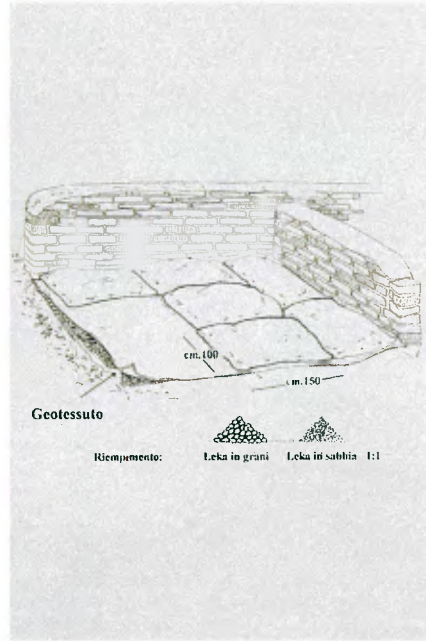 cm.100
cm.150
Geotessuto
Riempimento: Leka in grani Leka in sabbia 1:1